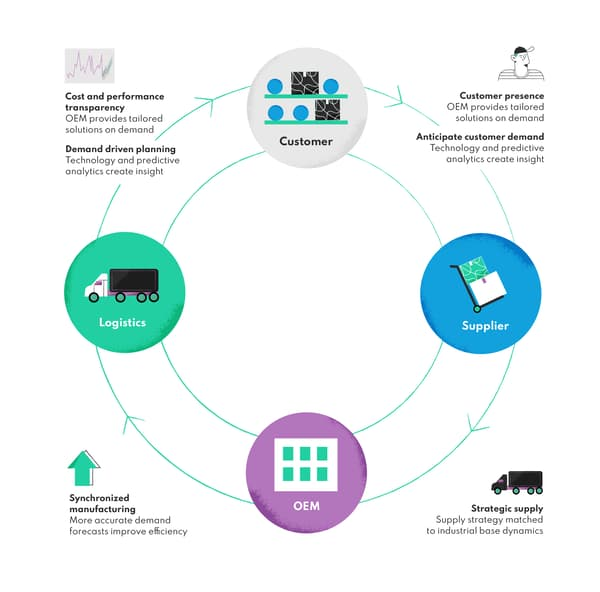 Cost and performance
transparency
OEM provides tailored
solutions on demand
Demand driven planning
Technology and predictive
analytics create insight
Customer
Customer presence
OEM provides tailored
solutions on demand
Anticipate customer demand
Technology and predictive
analytics create insight
Logistics
Supplier
OEM
Synchronized
manufacturing
More accurate demand
forecasts improve efficiency
Strategic supply
Supply strategy matched
to industrial base dynamics